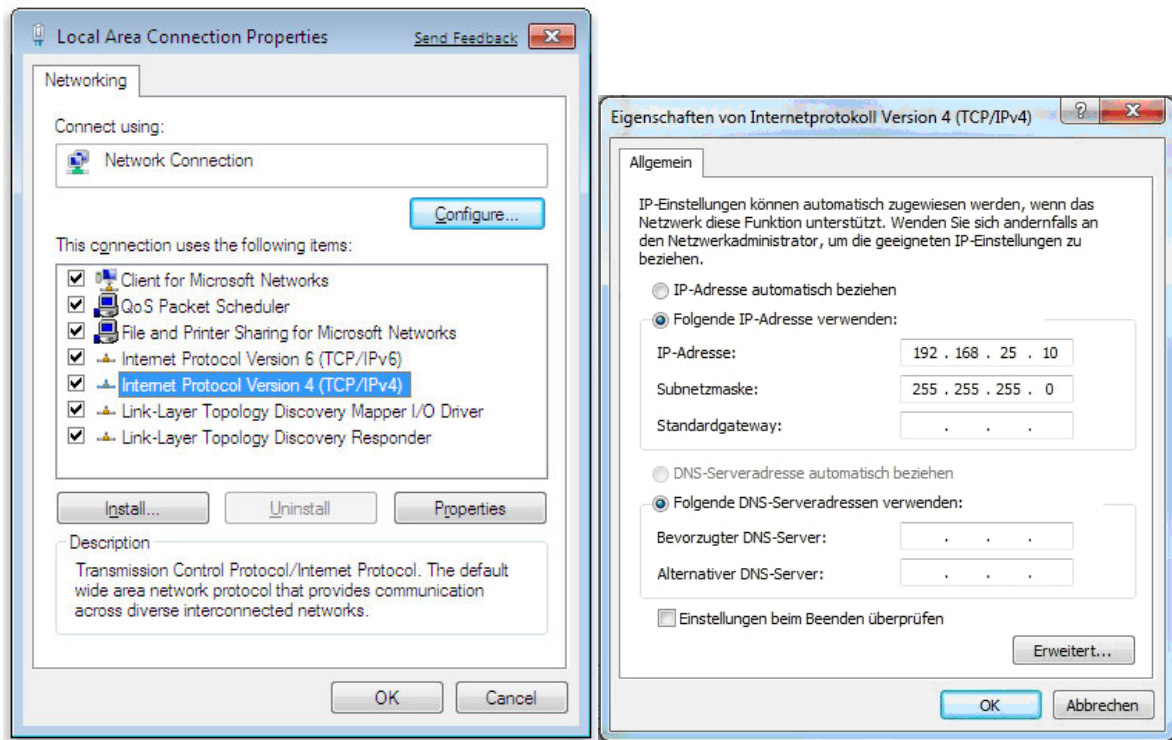 Local Area Connection Properties
Send Feedback
Networking
Connect using:
Network Connection
Configure...
This connection uses the following items:
Client for Microsoft Networks
QoS Packet Scheduler
File and Printer Sharing for Microsoft Networks
Internet Protocol Version 6 (TCP/IPv6)
Internet Protocol Version 4 (TCP/IPv4)
Link-Layer Topology Discovery Mapper I/O Driver
Link-Layer Topology Discovery Responder
Install...
Uninstall
Properties
Description
Transmission Control Protocol/Internet Protocol. The default
wide area network protocol that provides communication
across diverse interconnected networks.
OK
Cancel
Eigenschaften von Internetprotokoll Version 4 (TCP/IPv4)
?
Allgemein
IP-Einstellungen können automatisch zugewiesen werden, wenn das
Netzwerk diese Funktion unterstützt. Wenden Sie sich andernfalls an
den Netzwerkadministrator, um die geeigneten IP-Einstellungen zu
beziehen.
IP-Adresse automatisch beziehen
Folgende IP-Adresse verwenden:
IP-Adresse: 192 . 168 . 25 . 10
Subnetzmaske: 255 . 255 . 255 . 0
Standardgateway: . . .
DNS-Serveradresse automatisch beziehen
Folgende DNS-Serveradressen verwenden:
Bevorzugter DNS-Server: . . .
Alternativer DNS-Server: . . .
Einstellungen beim Beenden überprüfen
Erweitert...
OK
Abbrechen